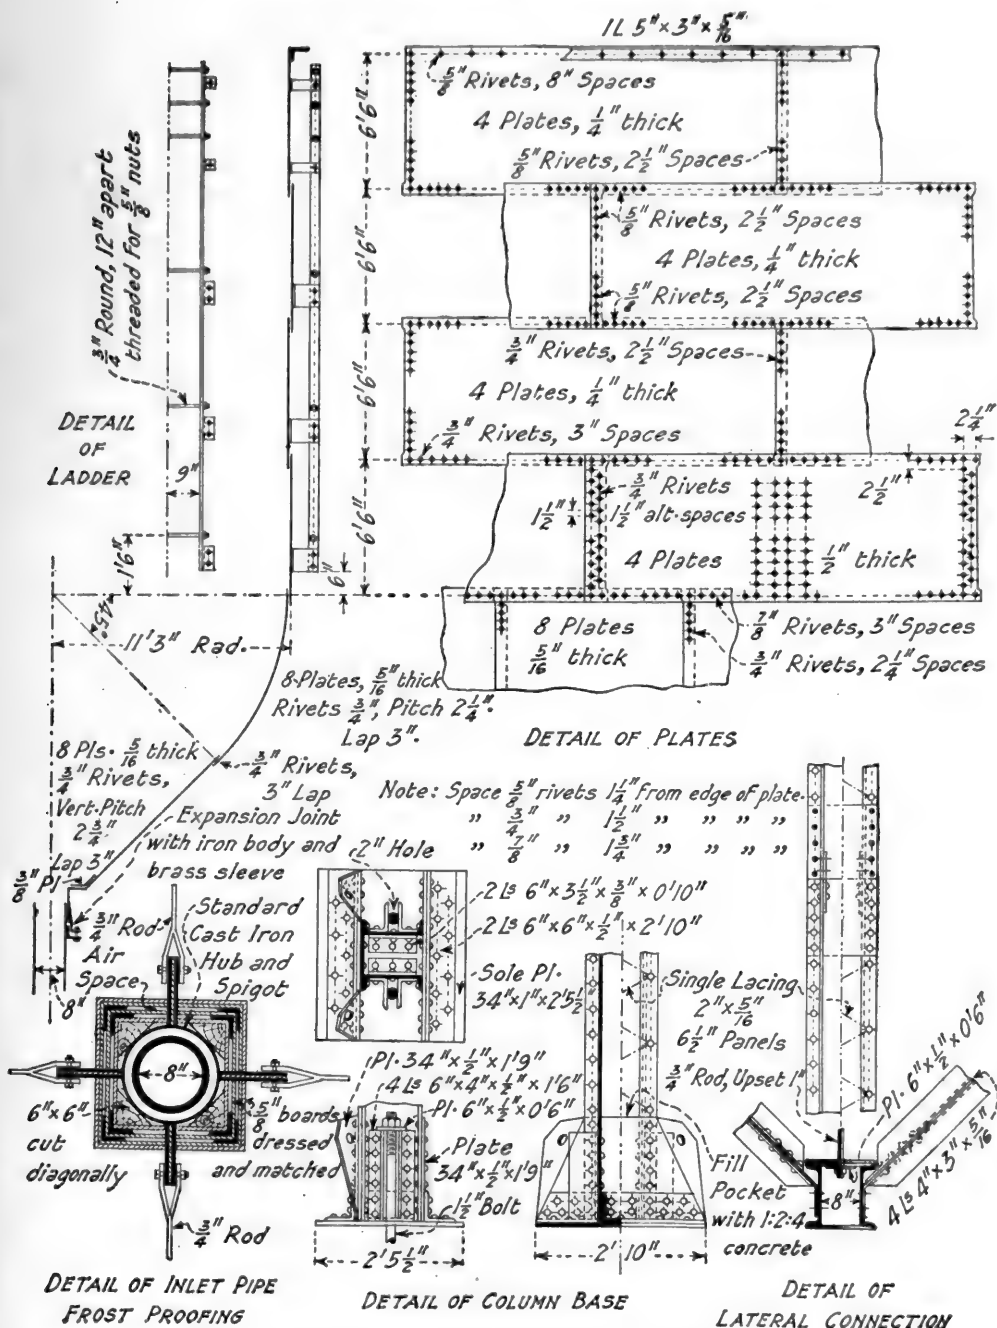 1L 5"×3"×5/16"
5/8" Rivets, 8" Spaces
4 Plates, 1/4" thick
5/8" Rivets, 2 1/2" Spaces
6'6"
5/8" Rivets, 2 1/2" Spaces
4 Plates, 1/4" thick
5/8" Rivets, 2 1/2" Spaces
6'6"
3/4" Rivets, 2 1/2" Spaces
4 Plates, 1/4" thick
3/4" Rivets, 3" Spaces
6'6"
2 1/4"
2 1/2"
3/4" Rivets
1 1/2"
1 1/2" alt. spaces
4 Plates 1/2" thick
6'6"
8 Plates
5/16" thick
7/8" Rivets, 3" Spaces
3/4" Rivets, 2 1/4" Spaces
DETAIL OF PLATES
3/4" Round, 12" apart
threaded For 5/8" nuts
DETAIL
OF
LADDER
9"
1'6"
6"
45°
11'3" Rad.
8 Plates, 5/16" thick
Rivets 3/4", Pitch 2 1/4".
Lap 3".
8 Pls. 5/16 thick
3/4" Rivets,
Vert. Pitch
2 3/4"
Lap 3"
3/4" Rivets,
3" Lap
Expansion Joint
with iron body and
brass sleeve
3/8" Pl
8"
Note: Space 5/8" rivets 1 1/4" from edge of plate.
" 3/4" " 1 1/2" " " " "
" 7/8" " 1 3/4" " " " "
3/4" Rod
Air
Space
Standard
Cast Iron
Hub and
Spigot
8"
6"×6"
cut
diagonally
5/8" boards
dressed
and matched
3/4" Rod
DETAIL OF INLET PIPE
FROST PROOFING
2" Hole
2 Ls 6"×3 1/2"×3/8"×0'10"
2 Ls 6"×6"×1/2"×2'10"
Sole Pl.
34"×1"×2'5 1/2"
Pl. 34"×1/2"×1'9"
4 Ls 6"×4"×1/2"×1'6"
Pl. 6"×1/2"×0'6"
Plate
34"×1/2"×1'9"
1 1/2" Bolt
2'5 1/2"
2'10"
DETAIL OF COLUMN BASE
Single Lacing
2"×5/16"
6 1/2" Panels
3/4" Rod, Upset 1"
Fill
Pocket
with 1:2:4
concrete
Pl. 6"×1/2"×0'6"
8"
4 Ls 4"×3"×5/16"
DETAIL OF
LATERAL CONNECTION